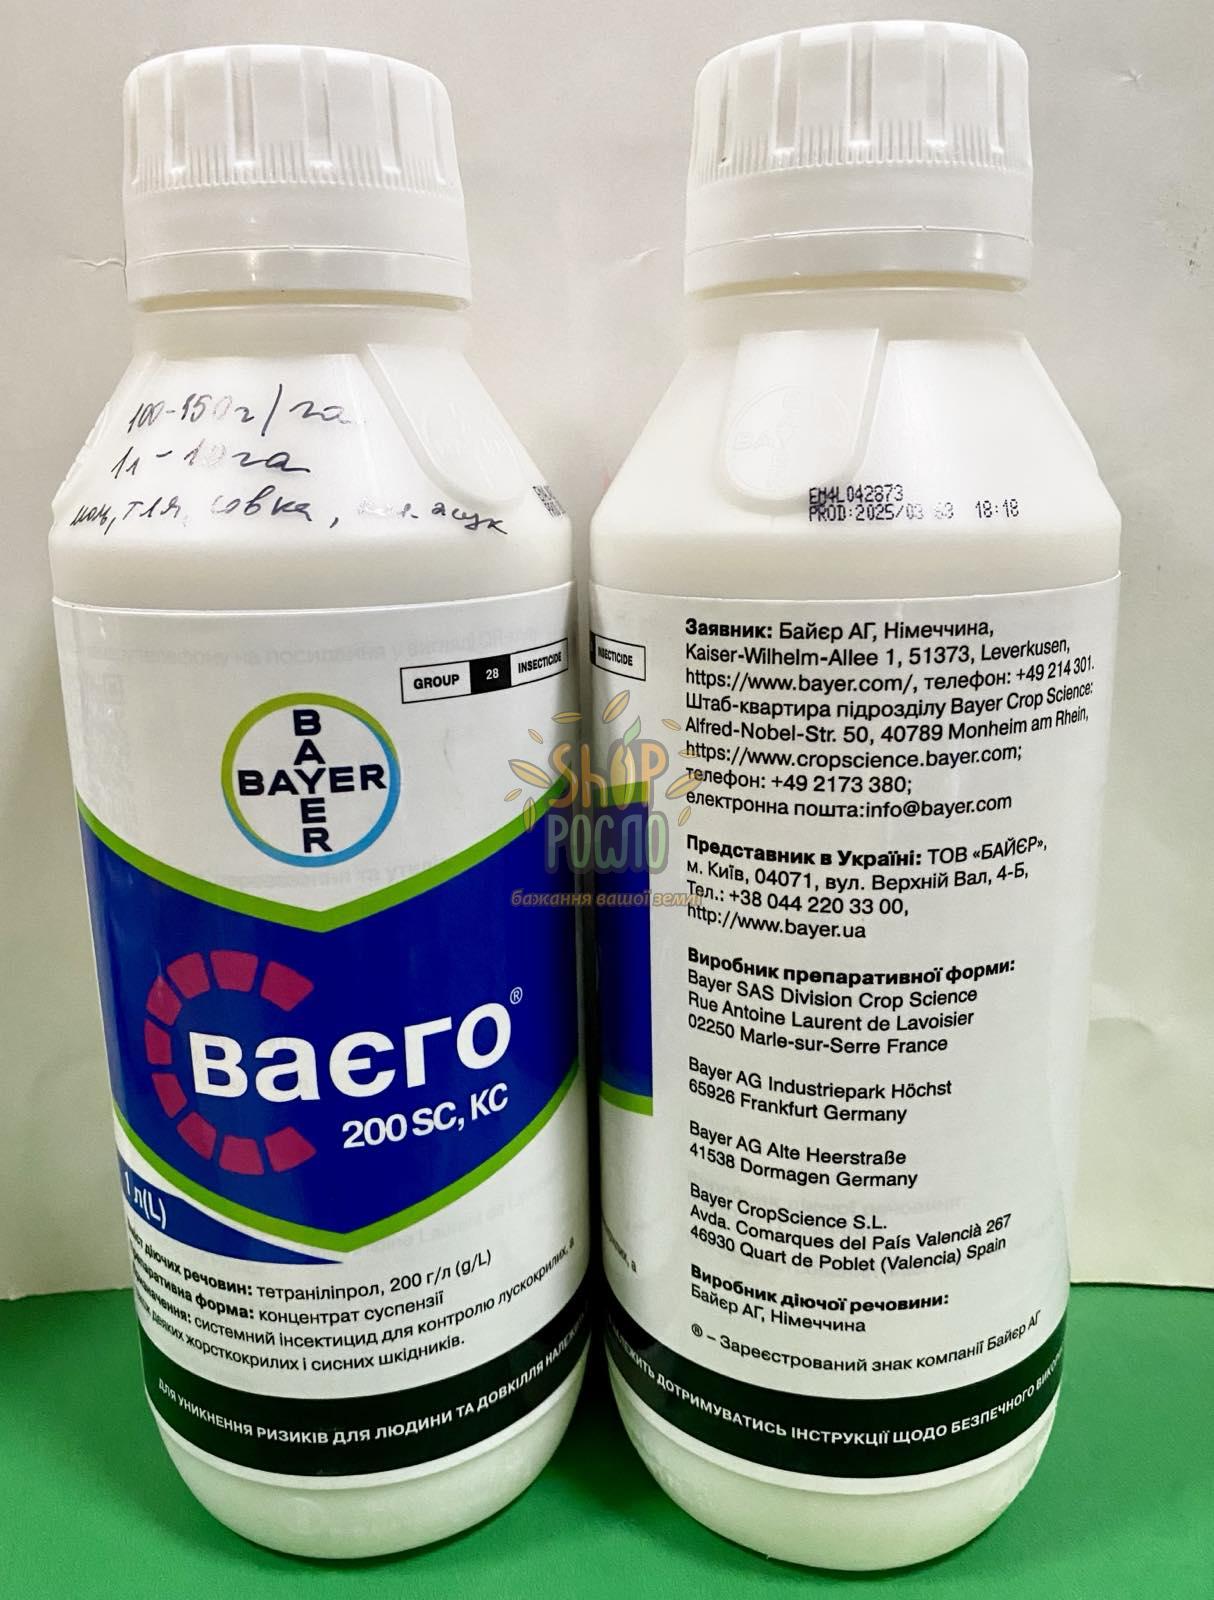 100-150г/га
1л-10га
моль, тля, совка, жук
GROUP 28 INSECTICIDE
BAYER
BAYER
ваєго®
200 SC, КС
1 л(L)
діючих речовин: тетраніліпрол, 200 г/л (g/L)
форма: концентрат суспензії
системний інсектицид для контролю лускокрилих, а
деяких жорсткокрилих і сисних шкідників.
ДЛЯ УНИКНЕННЯ РИЗИКІВ ДЛЯ ЛЮДИНИ ТА ДОВКІЛЛЯ
SHOP
РОСЛО
бажання вашої землі
BAYER
EM4L042873
PROD:2025/03 18:18
INSECTICIDE
Заявник: Байєр АГ, Німеччина,
Kaiser-Wilhelm-Allee 1, 51373, Leverkusen,
https://www.bayer.com/, телефон: +49 214 301.
Штаб-квартира підрозділу Bayer Crop Science:
Alfred-Nobel-Str. 50, 40789 Monheim am Rhein,
https://www.cropscience.bayer.com;
телефон: +49 2173 380;
електронна пошта:info@bayer.com
Представник в Україні: ТОВ «БАЙЄР»,
м. Київ, 04071, вул. Верхній Вал, 4-Б,
Тел.: +38 044 220 33 00,
http://www.bayer.ua
Виробник препаративної форми:
Bayer SAS Division Crop Science
Rue Antoine Laurent de Lavoisier
02250 Marle-sur-Serre France
Bayer AG Industriepark Höchst
65926 Frankfurt Germany
Bayer AG Alte Heerstraße
41538 Dormagen Germany
Bayer CropScience S.L.
Avda. Comarques del País Valencià 267
46930 Quart de Poblet (Valencia) Spain
Виробник діючої речовини:
Байєр АГ, Німеччина
® – Зареєстрований знак компанії Байєр АГ
ДОТРИМУВАТИСЬ ІНСТРУКЦІЇ ЩОДО БЕЗПЕЧНОГО